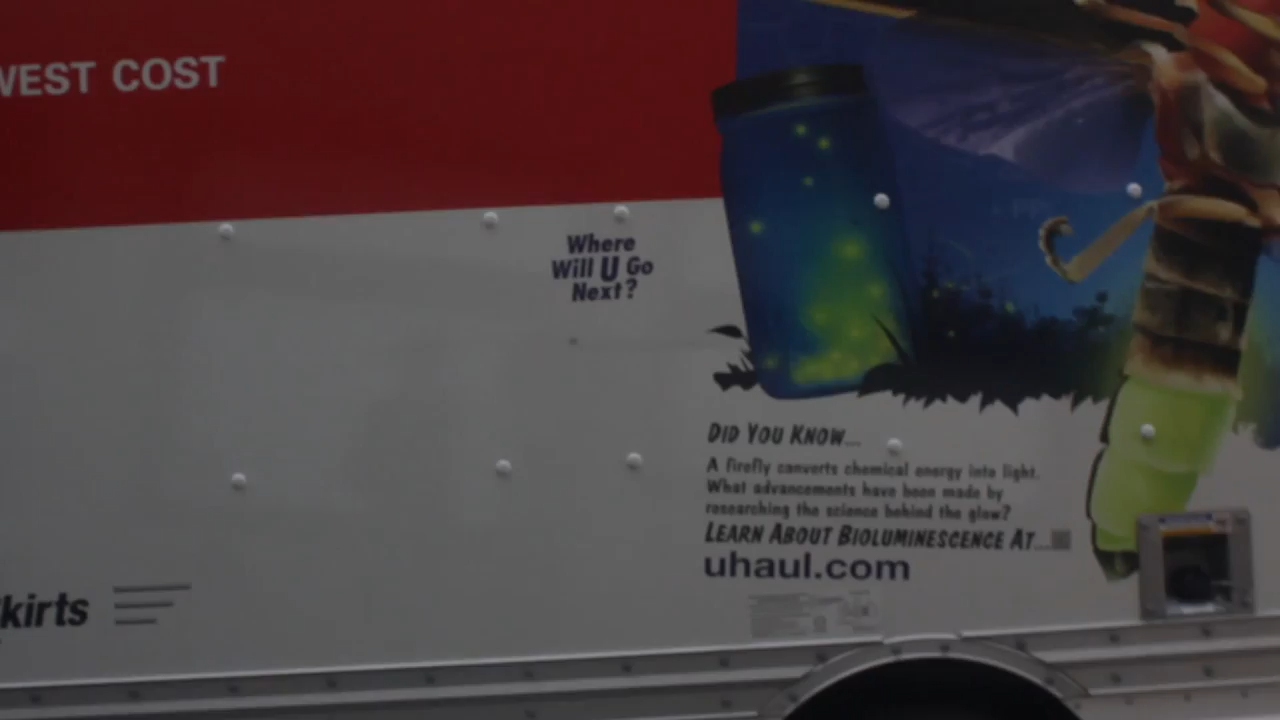 WEST COST
Where
Will U Go
Next?
DID YOU KNOW...
A firefly converts chemical energy into light.
What advancements have been made by
researching the science behind the glow?
LEARN ABOUT BIOLUMINESCENCE AT...
uhaul.com
kirts